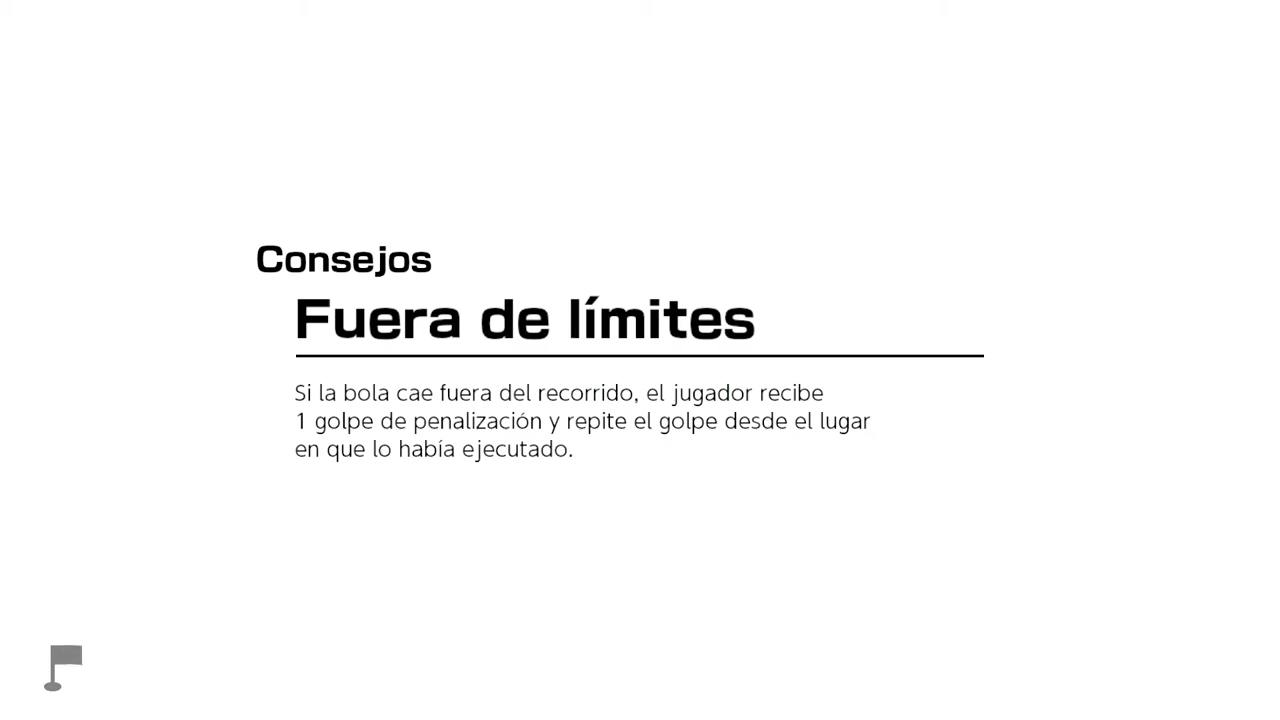 Consejos
Fuera de límites
Si la bola cae fuera del recorrido, el jugador recibe
1 golpe de penalización y repite el golpe desde el lugar
en que lo había ejecutado.